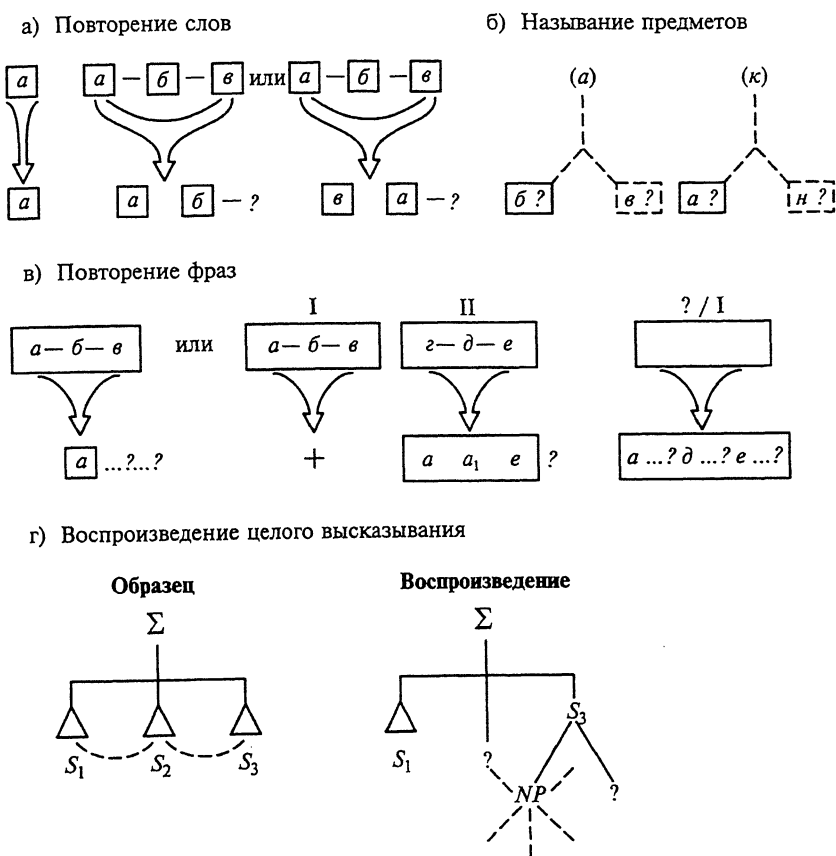 а) Повторение слов
б) Называние предметов
а а – б – в или а – б – в (а) (к)
а а б – ? в а – ? б ? в ? а ? н ?
в) Повторение фраз
I II ? / I
а – б – в или а – б – в г – д – е
а ...?...? + а а₁ е ? а ...? д ...? е ...?
г) Воспроизведение целого высказывания
Образец Воспроизведение
Σ Σ
S₃
S₁ S₂ S₃ S₁ ?
NP ?